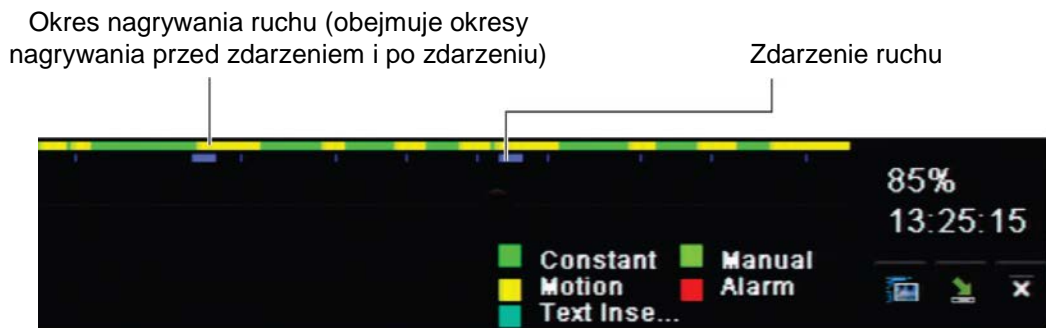 Okres nagrywania ruchu (obejmuje okresy
nagrywania przed zdarzeniem i po zdarzeniu)
Zdarzenie ruchu
85%
13:25:15
Constant
Manual
Motion
Alarm
Text Inse...